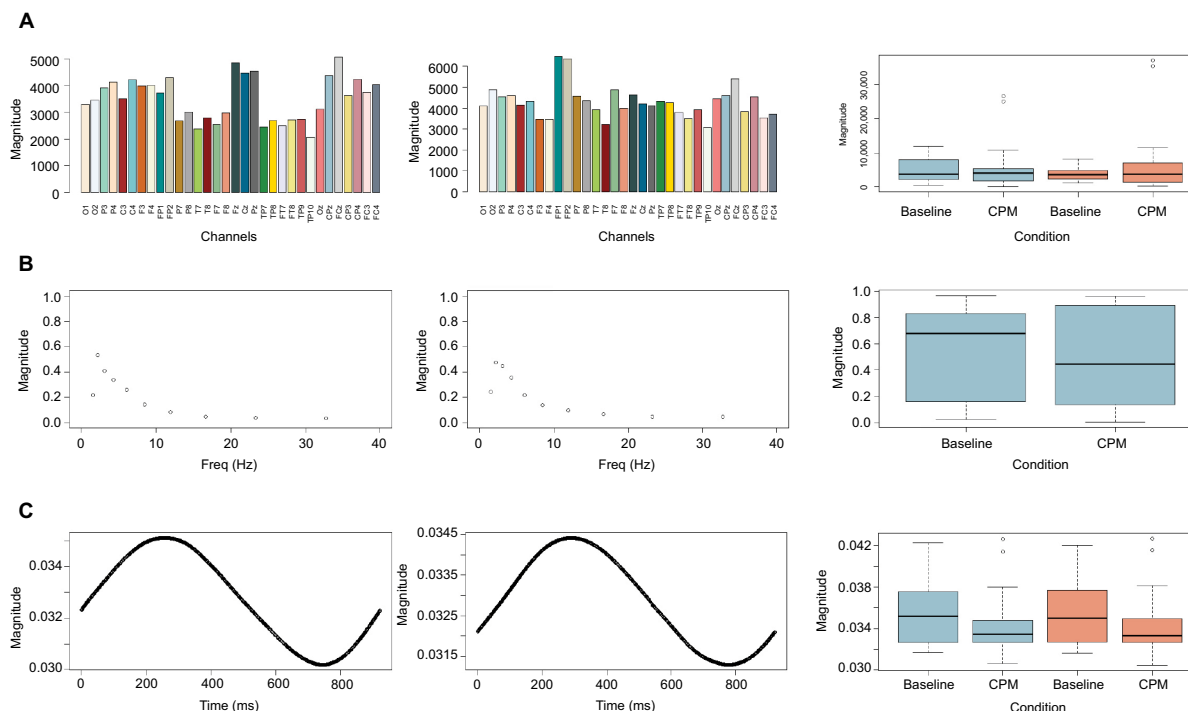 A
Magnitude
5000
4000
3000
2000
1000
0
O1 O2 P3 P4 C3 C4 F3 F4 FP1 FP2 P7 P8 T7 T8 F7 F8 Fz Cz Pz TP7 TP8 FT7 FT8 TP9 TP10 Oz CPz FCz CP3 CP4 FC3 FC4
Channels
Magnitude
6000
5000
4000
3000
2000
1000
0
O1 O2 P3 P4 C3 C4 F3 F4 FP1 FP2 P7 P8 T7 T8 F7 F8 Fz Cz Pz TP7 TP8 FT7 FT8 TP9 TP10 Oz CPz FCz CP3 CP4 FC3 FC4
Channels
Magnitude
30,000
20,000
10,000
0
Baseline CPM Baseline CPM
Condition
B
Magnitude
1.0
0.8
0.6
0.4
0.2
0.0
0 10 20 30 40
Freq (Hz)
Magnitude
1.0
0.8
0.6
0.4
0.2
0.0
0 10 20 30 40
Freq (Hz)
Magnitude
1.0
0.8
0.6
0.4
0.2
0.0
Baseline CPM
Condition
C
Magnitude
0.034
0.032
0.030
0 200 400 600 800
Time (ms)
Magnitude
0.0345
0.0335
0.0325
0.0315
0 200 400 600 800
Time (ms)
Magnitude
0.042
0.038
0.034
0.030
Baseline CPM Baseline CPM
Condition